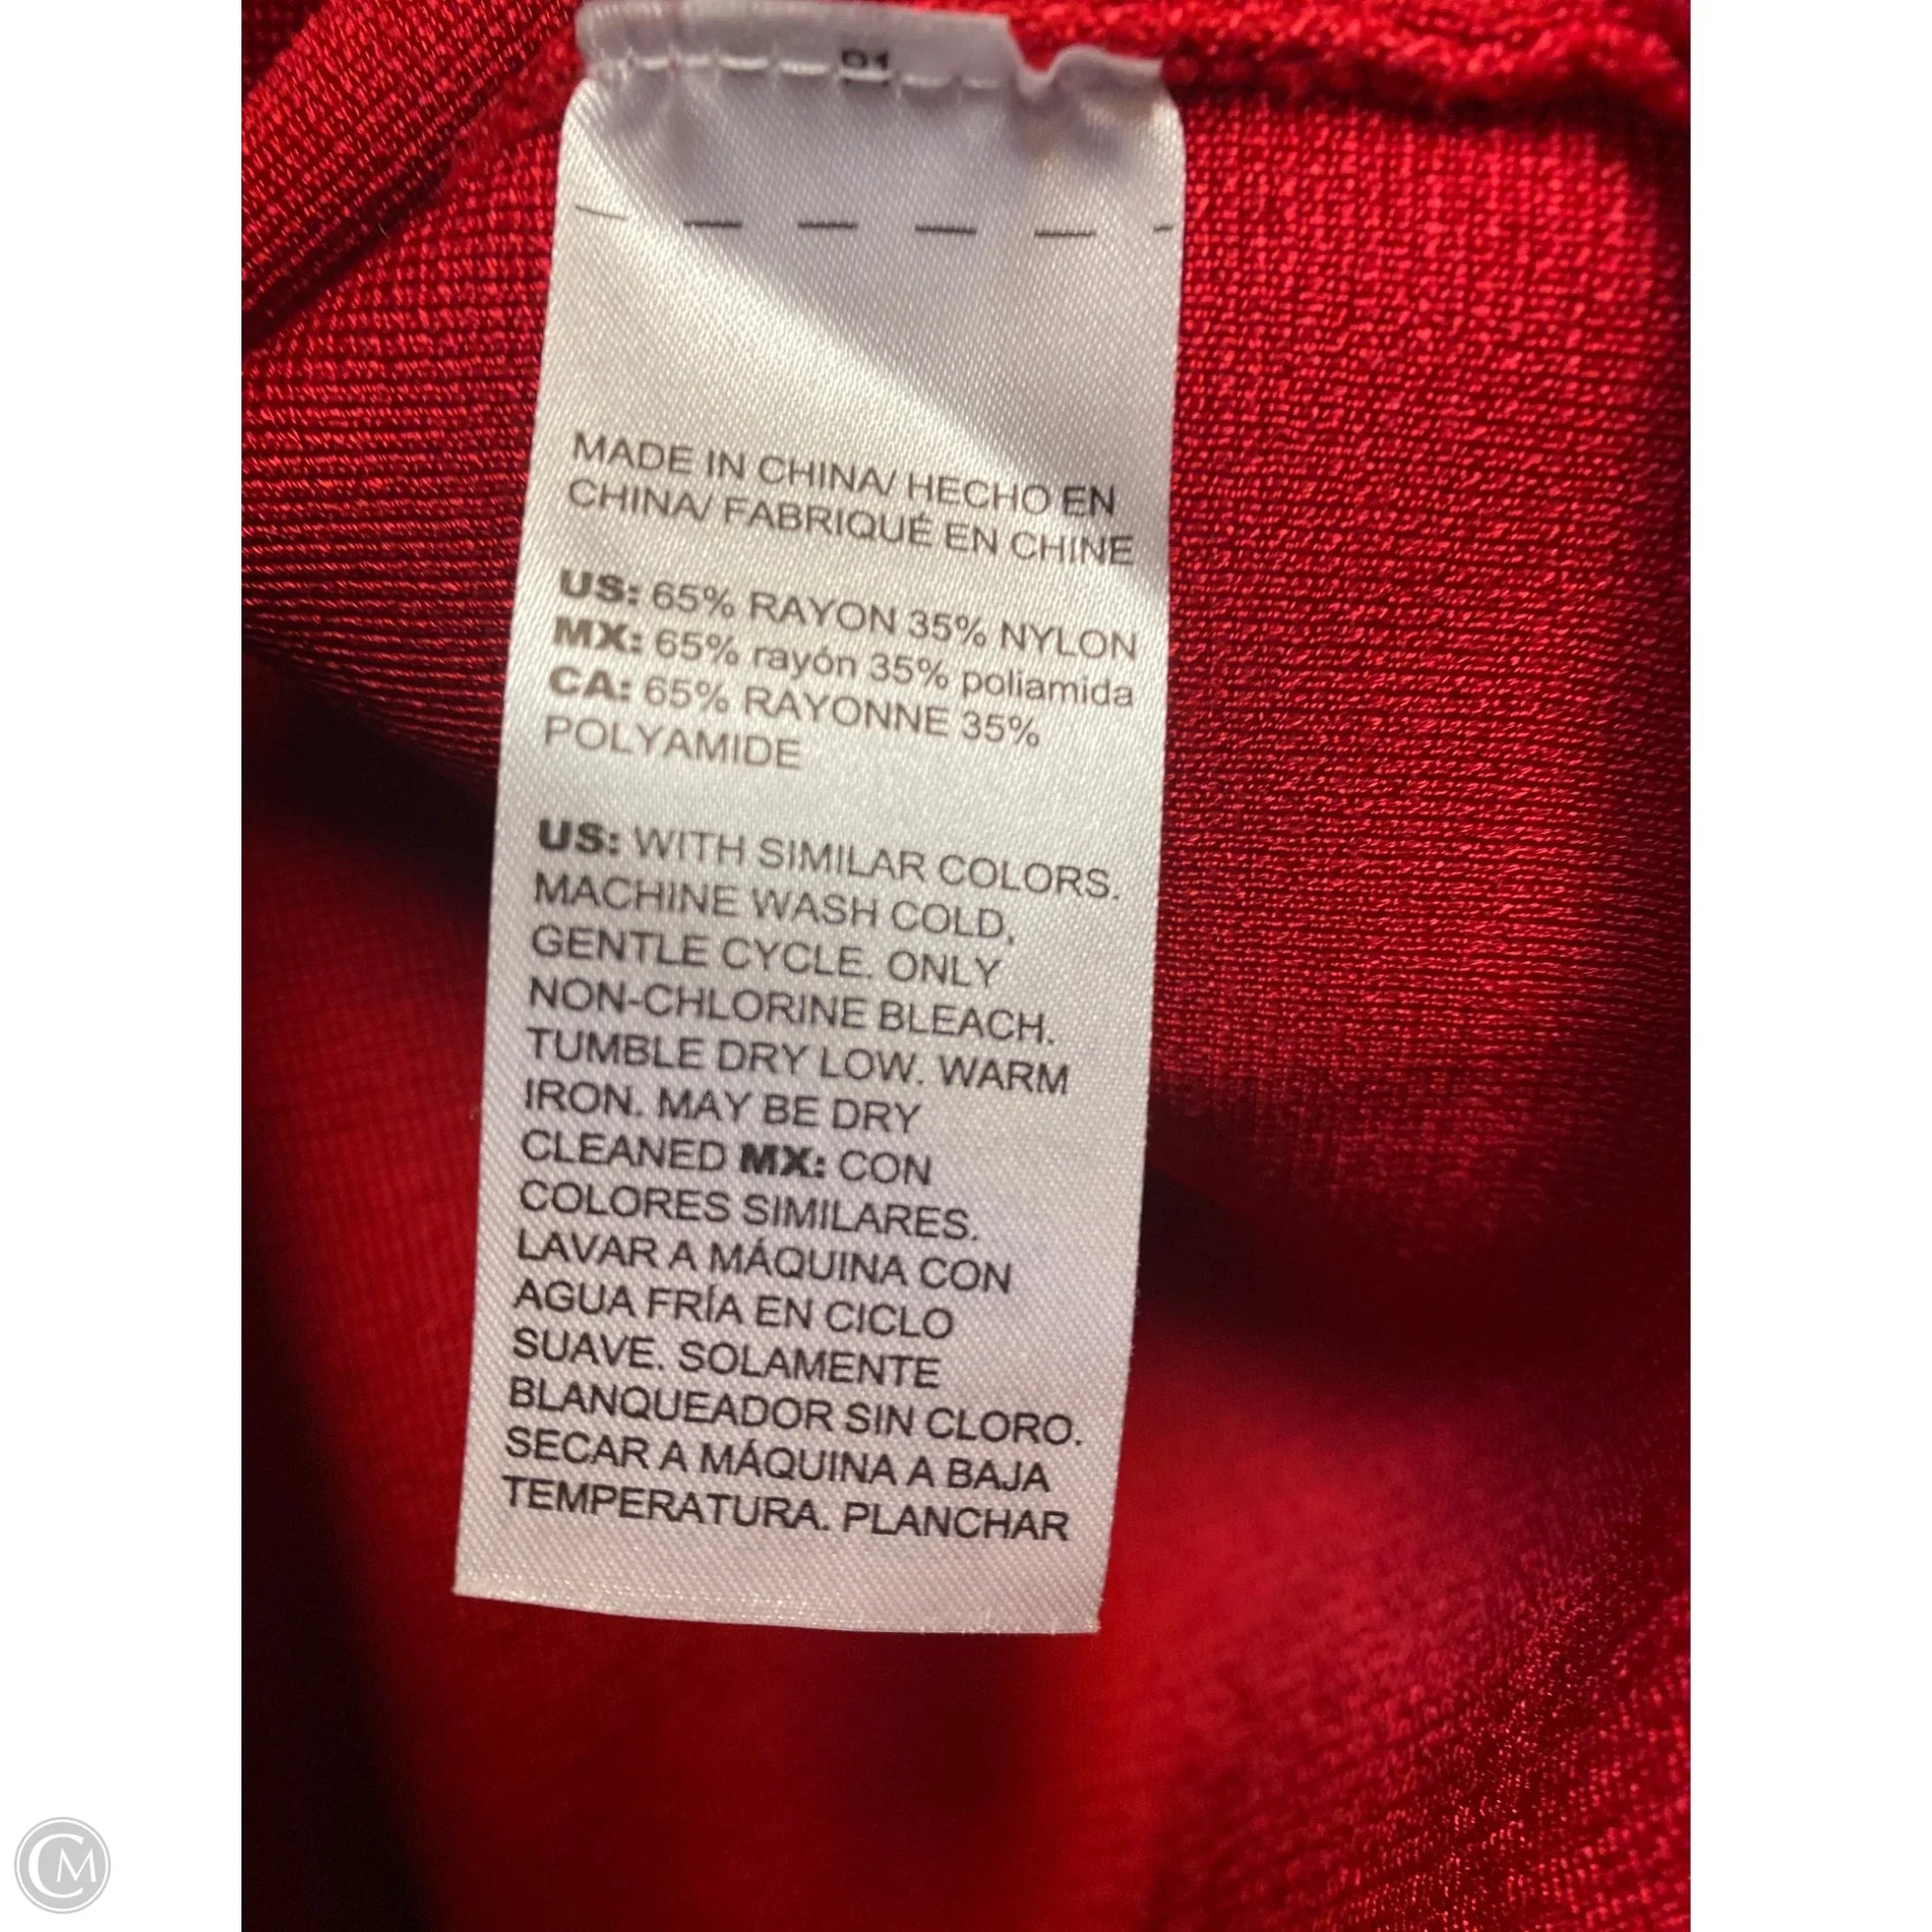 01
MADE IN CHINA/ HECHO EN
CHINA/ FABRIQUÉ EN CHINE
US: 65% RAYON 35% NYLON
MX: 65% rayón 35% poliamida
CA: 65% RAYONNE 35%
POLYAMIDE
US: WITH SIMILAR COLORS.
MACHINE WASH COLD,
GENTLE CYCLE. ONLY
NON-CHLORINE BLEACH.
TUMBLE DRY LOW. WARM
IRON. MAY BE DRY
CLEANED MX: CON
COLORES SIMILARES.
LAVAR A MÁQUINA CON
AGUA FRÍA EN CICLO
SUAVE. SOLAMENTE
BLANQUEADOR SIN CLORO.
SECAR A MÁQUINA A BAJA
TEMPERATURA. PLANCHAR
CM